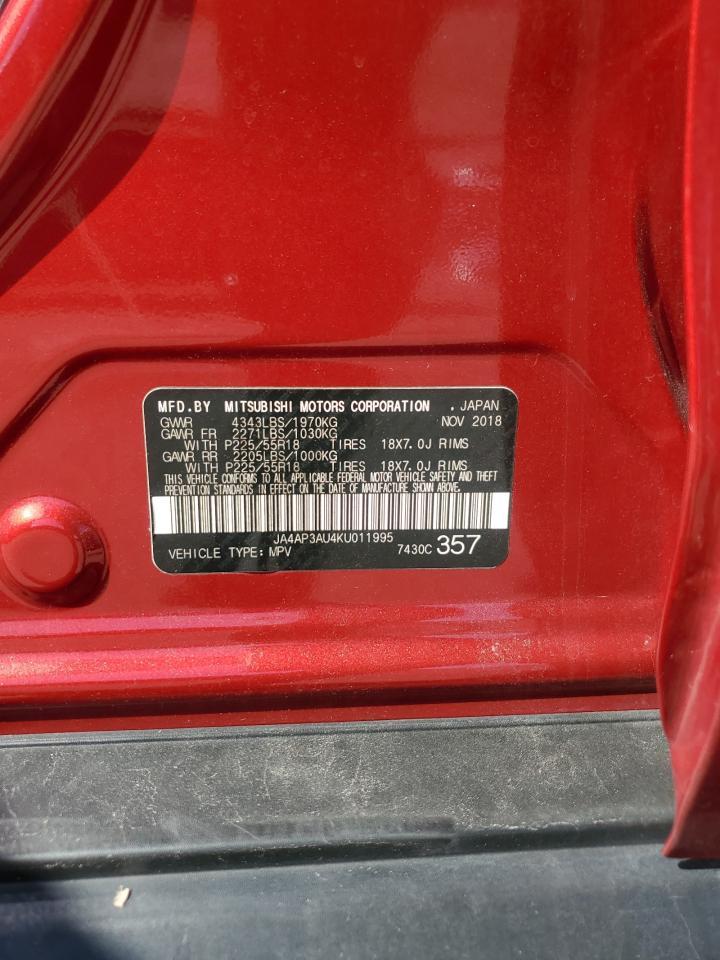 MFD.BY MITSUBISHI MOTORS CORPORATION . JAPAN
GVWR 4343LBS/1970KG NOV 2018
GAWR FR 2271LBS/1030KG
WITH P225/55R18 TIRES 18X7.0J RIMS
GAWR RR 2205LBS/1000KG
WITH P225/55R18 TIRES 18X7.0J RIMS
THIS VEHICLE CONFORMS TO ALL APPLICABLE FEDERAL MOTOR VEHICLE SAFETY AND THEFT
PREVENTION STANDARDS IN EFFECT ON THE DATE OF MANUFACTURE SHOWN ABOVE.
JA4AP3AU4KU011995
VEHICLE TYPE: MPV 7430C 357